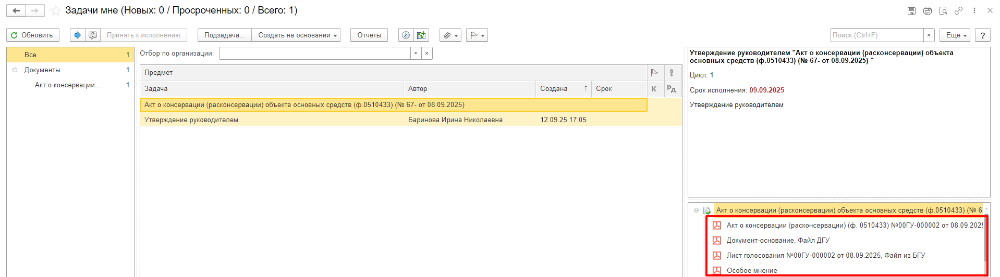 Задачи мне (Новых: 0 / Просроченных: 0 / Всего: 1)
Обновить
Принять к исполнению
Подзадача...
Создать на основании
Отчеты
Поиск (Ctrl+F)
×
Еще
?
Все 1
Документы 1
Акт о консервации... 1
Отбор по организации:
×
Предмет
Задача Автор Создана ↑ Срок К Рд
Акт о консервации (расконсервации) объекта основных средств (ф.0510433) (№ 67- от 08.09.2025)
Утверждение руководителем Баринова Ирина Николаевна 12.09.25 17:05
Утверждение руководителем "Акт о консервации (расконсервации) объекта
основных средств (ф.0510433) (№ 67- от 08.09.2025) "
Цикл: 1
Срок исполнения: 09.09.2025
Утверждение руководителем
Акт о консервации (расконсервации) объекта основных средств (ф.0510433) (№ 6
Акт о консервации (расконсервации) (ф. 0510433) №00ГУ-000002 от 08.09.2025
Документ-основание, Файл ДГУ
Лист голосования №00ГУ-000002 от 08.09.2025, Файл из БГУ
Особое мнение